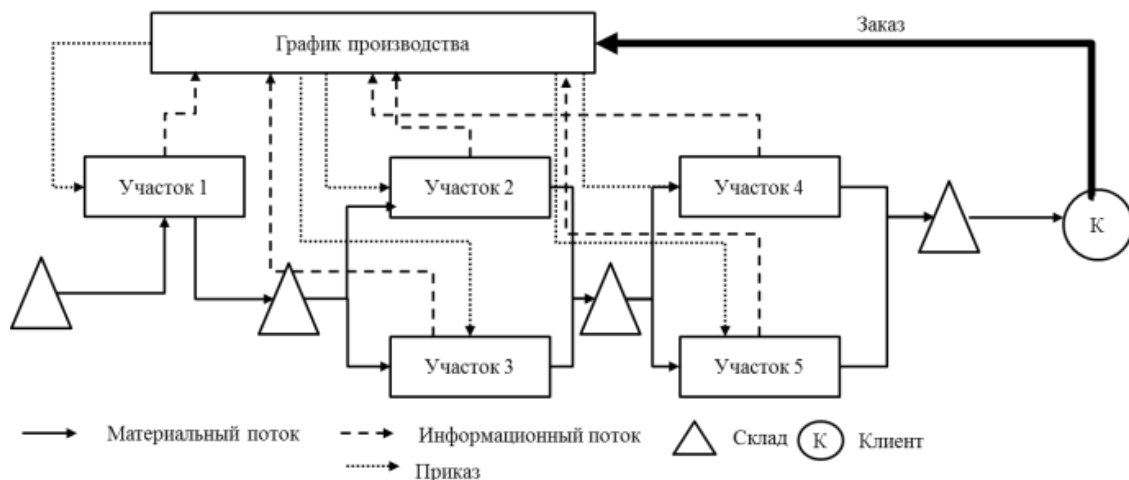 Заказ
График производства
Участок 1
Участок 2
Участок 4
К
Участок 3
Участок 5
Материальный поток
Информационный поток
Склад
К
Клиент
Приказ